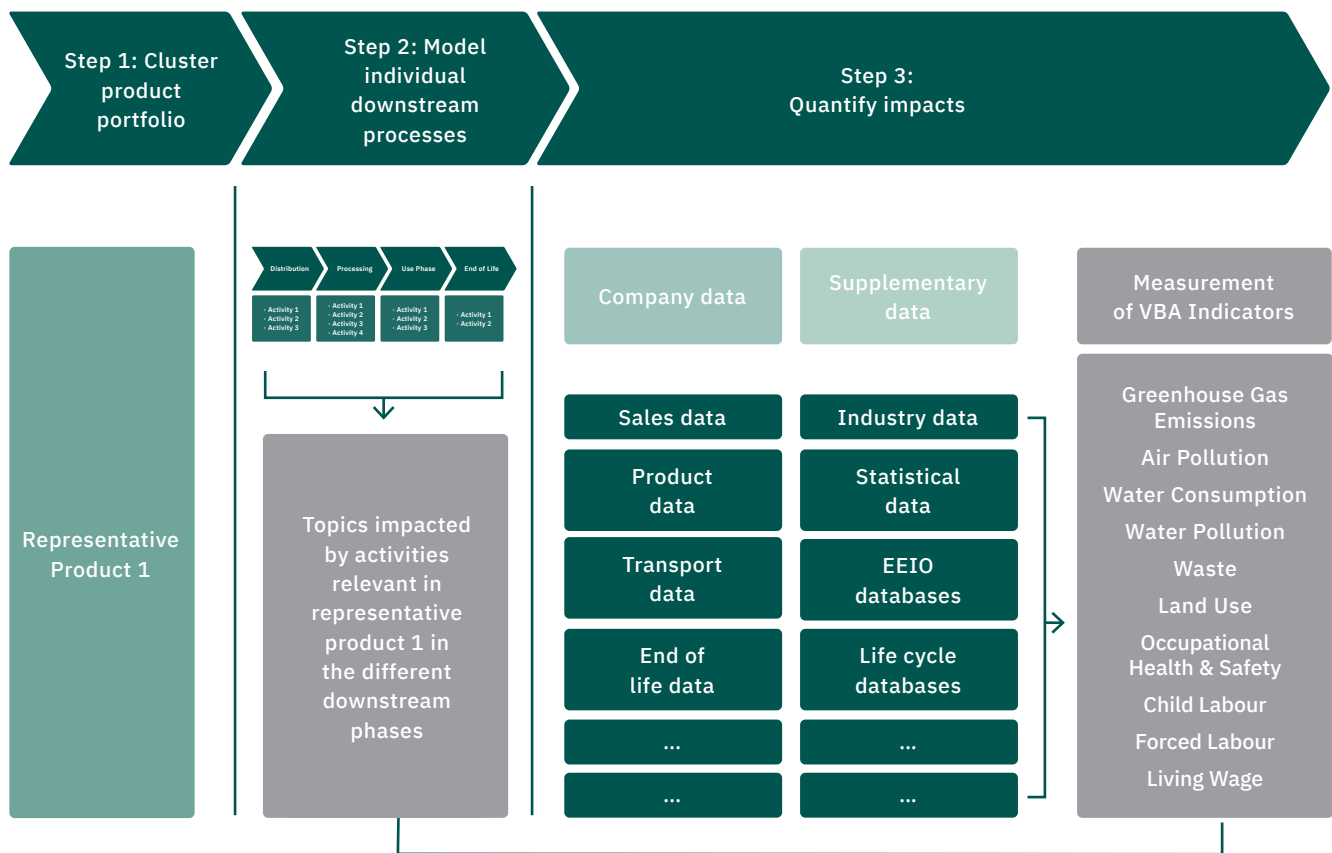 Step 1: Cluster
product
portfolio
Step 2: Model
individual
downstream
processes
Step 3:
Quantify impacts
Representative
Product 1
Distribution
Processing
Use Phase
End of Life
- Activity 1
- Activity 2
- Activity 3
- Activity 1
- Activity 2
- Activity 3
- Activity 4
- Activity 1
- Activity 2
- Activity 3
- Activity 1
- Activity 2
Topics impacted
by activities
relevant in
representative
product 1 in
the different
downstream
phases
Company data
Sales data
Product
data
Transport
data
End of
life data
...
...
Supplementary
data
Industry data
Statistical
data
EEIO
databases
Life cycle
databases
...
...
Measurement
of VBA Indicators
Greenhouse Gas
Emissions
Air Pollution
Water Consumption
Water Pollution
Waste
Land Use
Occupational
Health & Safety
Child Labour
Forced Labour
Living Wage